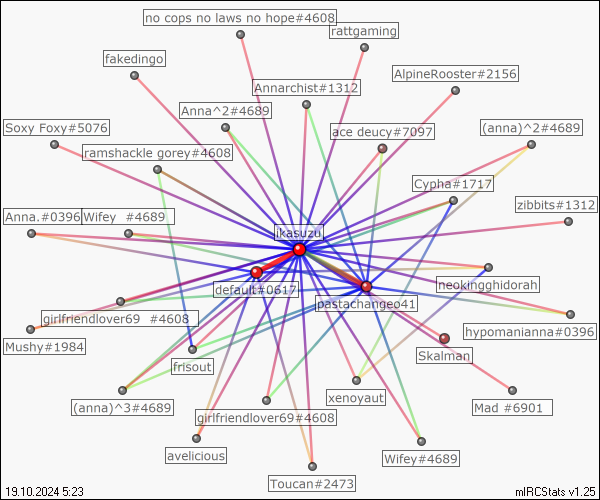 no cops no laws no hope#4608
rattgaming
fakedingo
AlpineRooster#2156
Annarchist#1312
Anna^2#4689
Soxy Foxy#5076
ace deucy#7097
(anna)^2#4689
ramshackle gorey#4608
Cypha#1717
zibbits#1312
Anna.#0396
Wifey #4689
ikasuzu
default#0617
neokingghidorah
pastachangeo41
girlfriendlover69 #4608
hypomanianna#0396
Mushy#1984
Skalman
frisout
xenoyaut
(anna)^3#4689
girlfriendlover69#4608
Mad #6901
avelicious
Wifey#4689
Toucan#2473
19.10.2024 5:23
mIRCStats v1.25